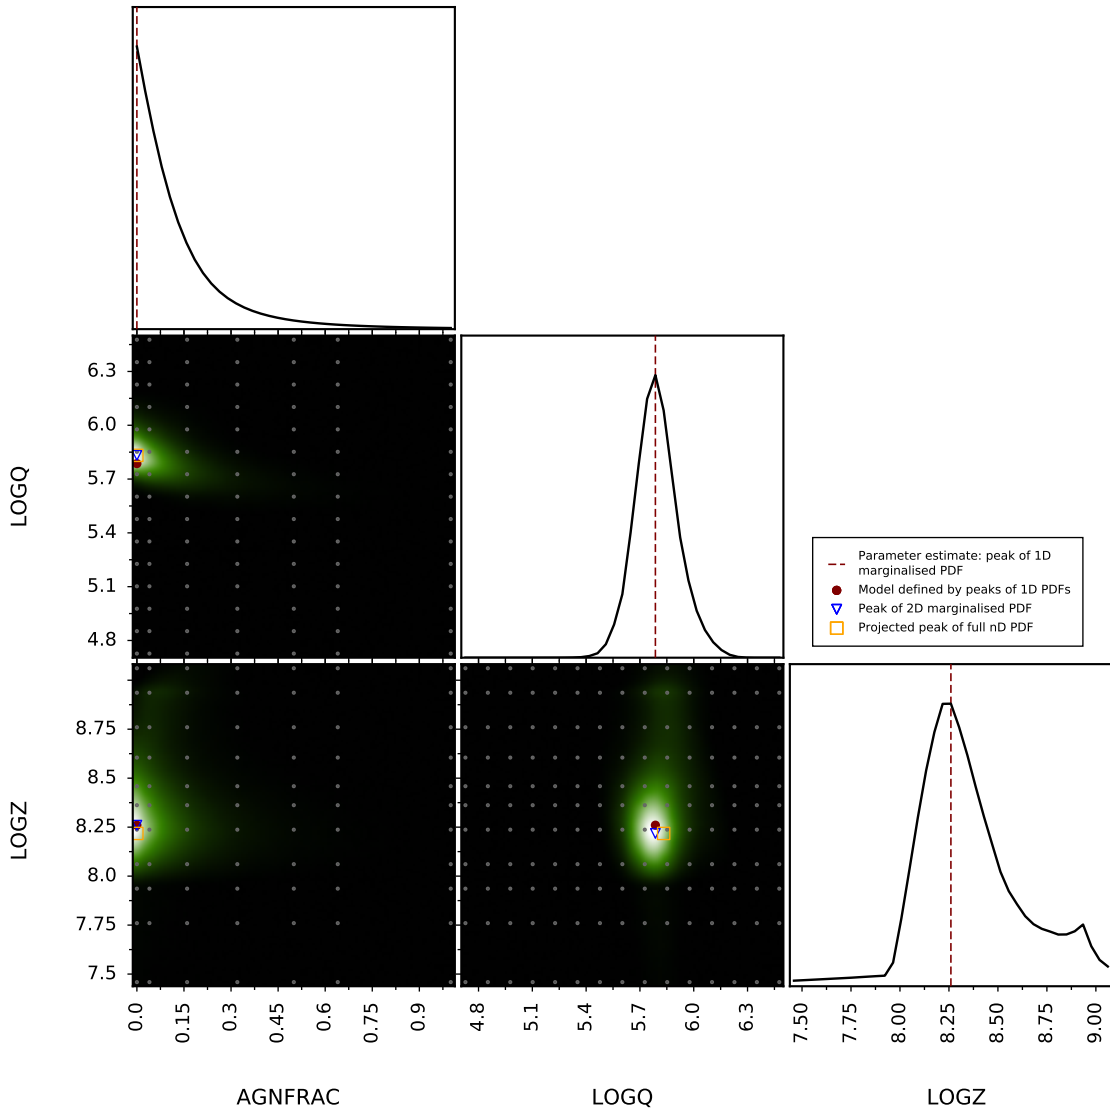 6.3
6.0
5.7
5.4
5.1
4.8
LOGQ
Parameter estimate: peak of 1D
marginalised PDF
Model defined by peaks of 1D PDFs
Peak of 2D marginalised PDF
Projected peak of full nD PDF
8.75
8.5
8.25
8.0
7.75
7.5
LOGZ
0.0 0.15 0.3 0.45 0.6 0.75 0.9
4.8 5.1 5.4 5.7 6.0 6.3
7.50 7.75 8.00 8.25 8.50 8.75 9.00
AGNFRAC LOGQ LOGZ